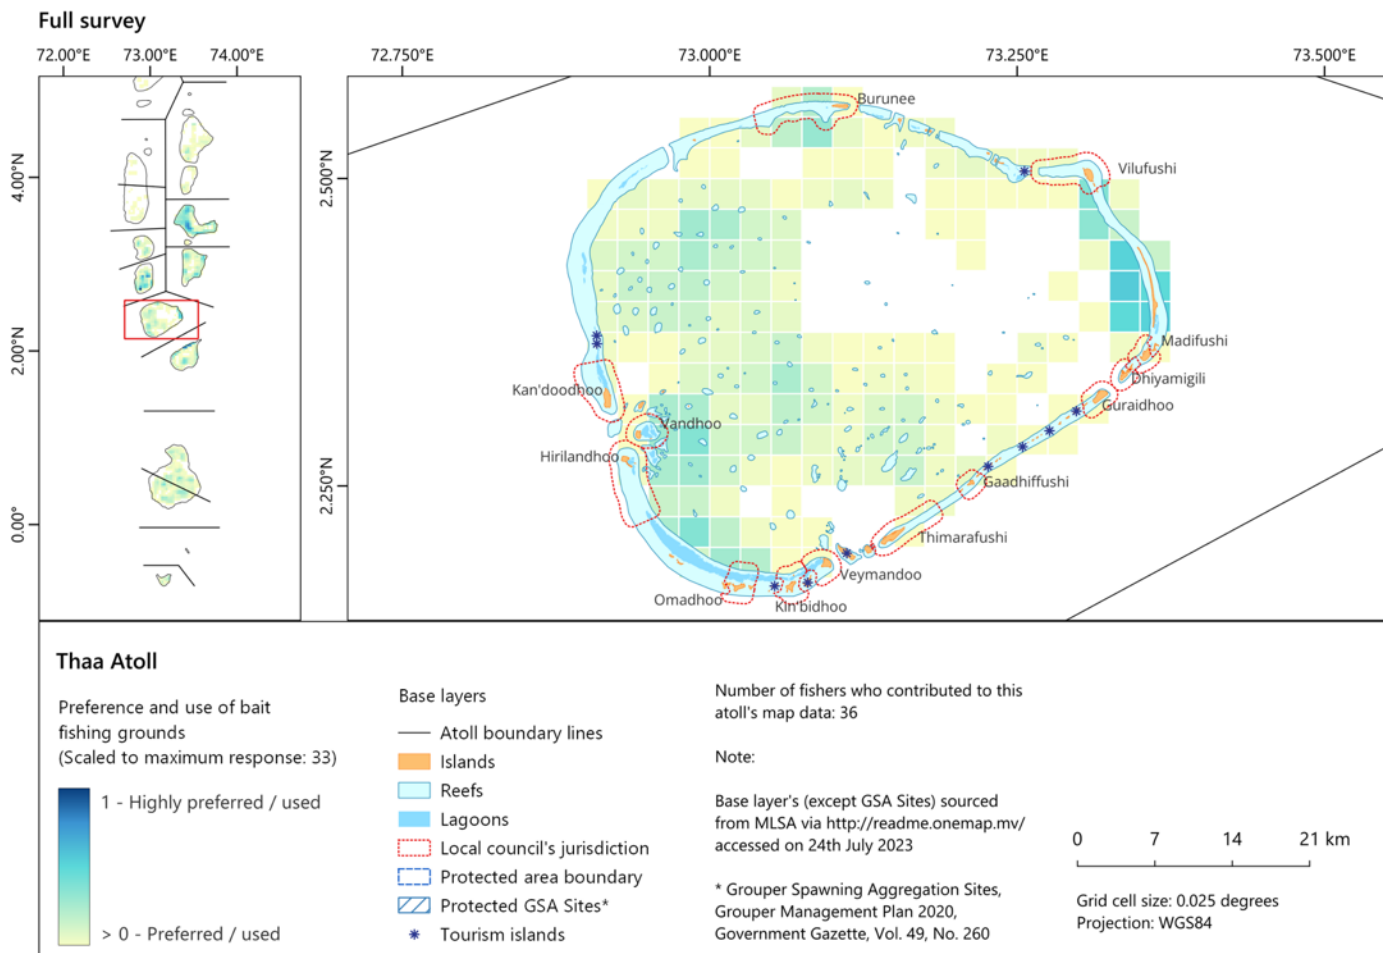 Full survey
72.00°E 73.00°E 74.00°E
72.750°E 73.000°E 73.250°E 73.500°E
4.00°N
2.00°N
0.00°
2.500°N
2.250°N
Burunee
Vilufushi
Madifushi
Dhiyamigili
Kan'doodhoo
Guraidhoo
Vandhoo
Hirilandhoo
Gaadhiffushi
Thimarafushi
Veymandoo
Omadhoo
Kin'bidhoo
Thaa Atoll
Preference and use of bait
fishing grounds
(Scaled to maximum response: 33)
1 - Highly preferred / used
> 0 - Preferred / used
Base layers
Atoll boundary lines
Islands
Reefs
Lagoons
Local council's jurisdiction
Protected area boundary
Protected GSA Sites*
Tourism islands
Number of fishers who contributed to this
atoll's map data: 36
Note:
Base layer's (except GSA Sites) sourced
from MLSA via http://readme.onemap.mv/
accessed on 24th July 2023
* Grouper Spawning Aggregation Sites,
Grouper Management Plan 2020,
Government Gazette, Vol. 49, No. 260
0 7 14 21 km
Grid cell size: 0.025 degrees
Projection: WGS84